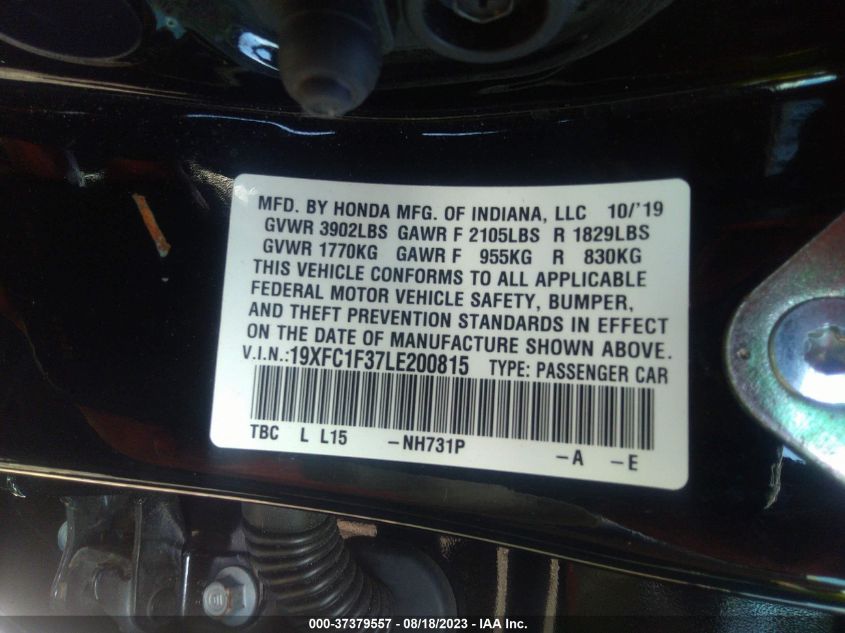 MFD. BY HONDA MFG. OF INDIANA, LLC 10/'19
GVWR 3902LBS GAWR F 2105LBS R 1829LBS
GVWR 1770KG GAWR F 955KG R 830KG
THIS VEHICLE CONFORMS TO ALL APPLICABLE
FEDERAL MOTOR VEHICLE SAFETY, BUMPER,
AND THEFT PREVENTION STANDARDS IN EFFECT
ON THE DATE OF MANUFACTURE SHOWN ABOVE.
V.I.N.:19XFC1F37LE200815 TYPE: PASSENGER CAR
TBC L L15 -NH731P -A -E
000-37379557 - 08/18/2023 - IAA Inc.